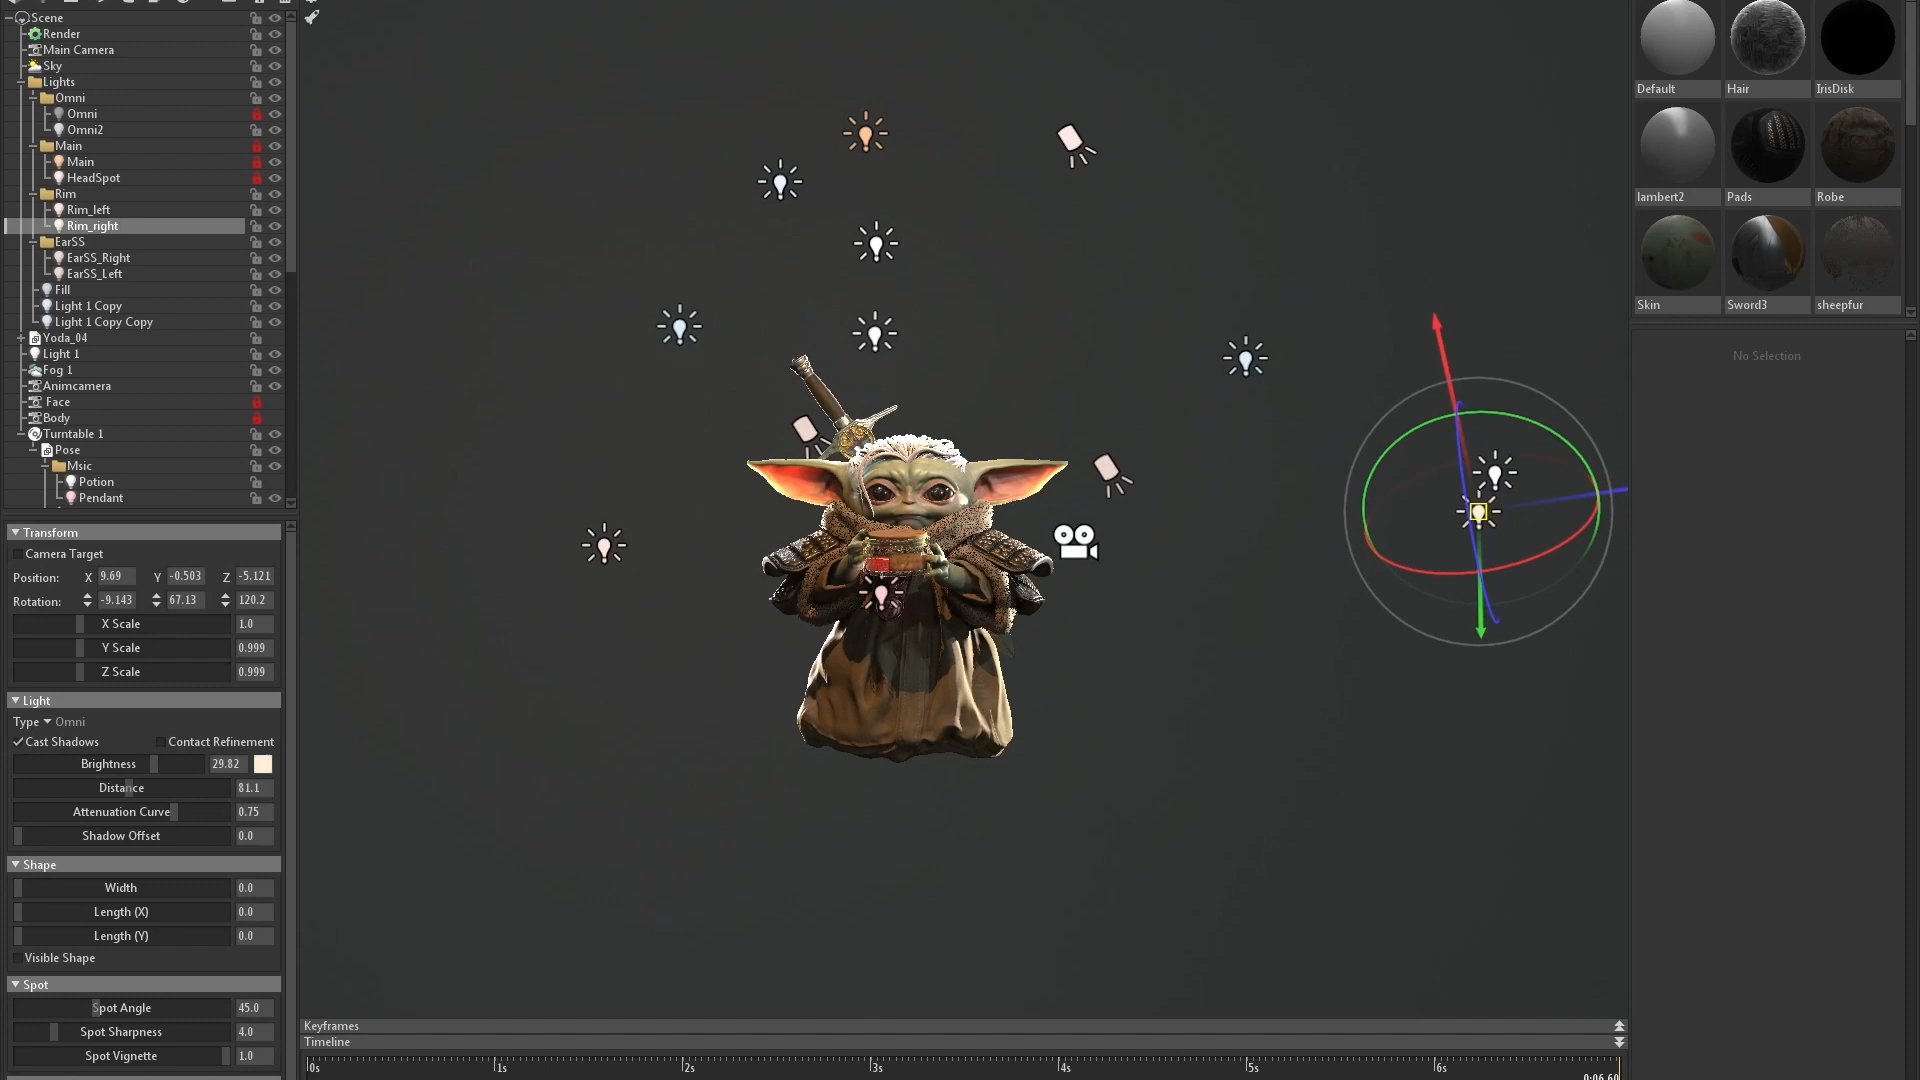 Scene
Render
Main Camera
Sky
Lights
Omni
Omni
Omni2
Main
Main
HeadSpot
Rim
Rim_left
Rim_right
EarSS
EarSS_Right
EarSS_Left
Fill
Light 1 Copy
Light 1 Copy Copy
Yoda_04
Light 1
Fog 1
Animcamera
Face
Body
Turntable 1
Pose
Msic
Potion
Pendant
Transform
Camera Target
Position: X 9.69 Y -0.503 Z -5.121
Rotation: -9.143 67.13 120.2
X Scale 1.0
Y Scale 0.999
Z Scale 0.999
Light
Type Omni
Cast Shadows Contact Refinement
Brightness 29.82
Distance 81.1
Attenuation Curve 0.75
Shadow Offset 0.0
Shape
Width 0.0
Length (X) 0.0
Length (Y) 0.0
Visible Shape
Spot
Spot Angle 45.0
Spot Sharpness 4.0
Spot Vignette 1.0
Keyframes
Timeline
0s 1s 2s 3s 4s 5s 6s
0:06.60
Default Hair IrisDisk
lambert2 Pads Robe
Skin Sword3 sheepfur
No Selection